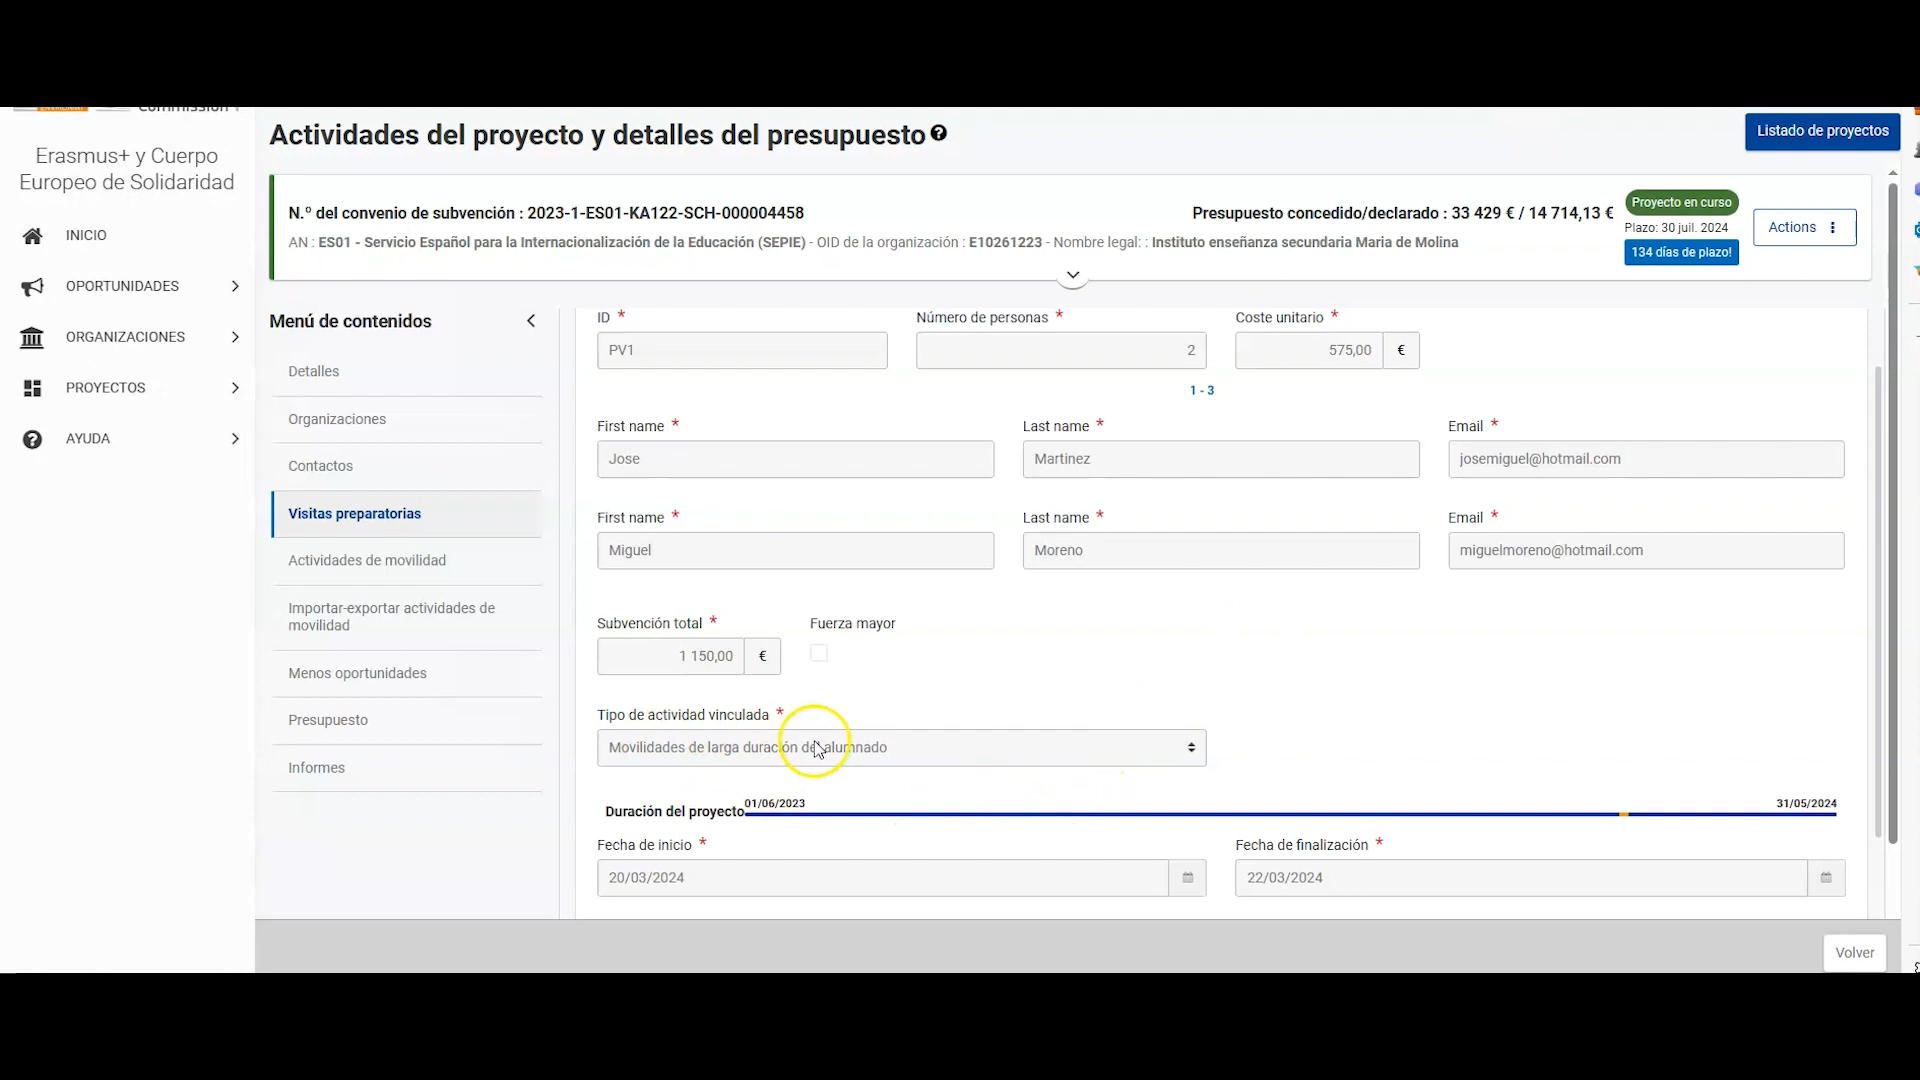 Commission
Actividades del proyecto y detalles del presupuesto
Listado de proyectos
Erasmus+ y Cuerpo
Europeo de Solidaridad
INICIO
OPORTUNIDADES
ORGANIZACIONES
PROYECTOS
AYUDA
N.º del convenio de subvención : 2023-1-ES01-KA122-SCH-000004458
Presupuesto concedido/declarado : 33 429 € / 14 714,13 €
AN : ES01 - Servicio Español para la Internacionalización de la Educación (SEPIE) - OID de la organización : E10261223 - Nombre legal: : Instituto enseñanza secundaria Maria de Molina
Proyecto en curso
Plazo: 30 juil. 2024
134 días de plazo!
Actions
Menú de contenidos
Detalles
Organizaciones
Contactos
Visitas preparatorias
Actividades de movilidad
Importar-exportar actividades de
movilidad
Menos oportunidades
Presupuesto
Informes
ID * Número de personas * Coste unitario *
PV1 2 575,00 €
1 - 3
First name * Last name * Email *
Jose Martinez josemiguel@hotmail.com
First name * Last name * Email *
Miguel Moreno miguelmoreno@hotmail.com
Subvención total * Fuerza mayor
1 150,00 €
Tipo de actividad vinculada *
Movilidades de larga duración del alumnado
Duración del proyecto 01/06/2023 31/05/2024
Fecha de inicio * Fecha de finalización *
20/03/2024 22/03/2024
Volver